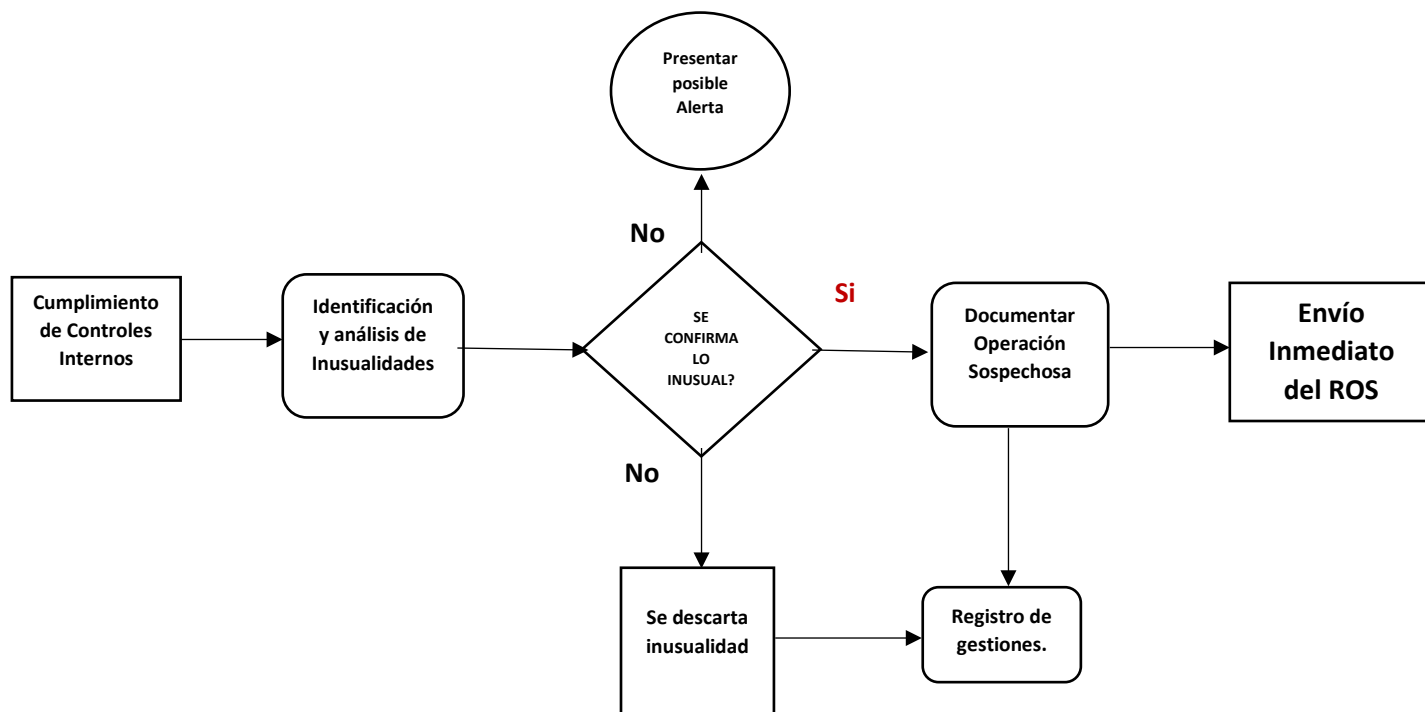 Presentar
posible
Alerta
No
Cumplimiento
de Controles
Internos
Identificación
y análisis de
Inusualidades
SE
CONFIRMA
LO
INUSUAL?
Si
Documentar
Operación
Sospechosa
Envío
Inmediato
del ROS
No
Se descarta
inusualidad
Registro de
gestiones.